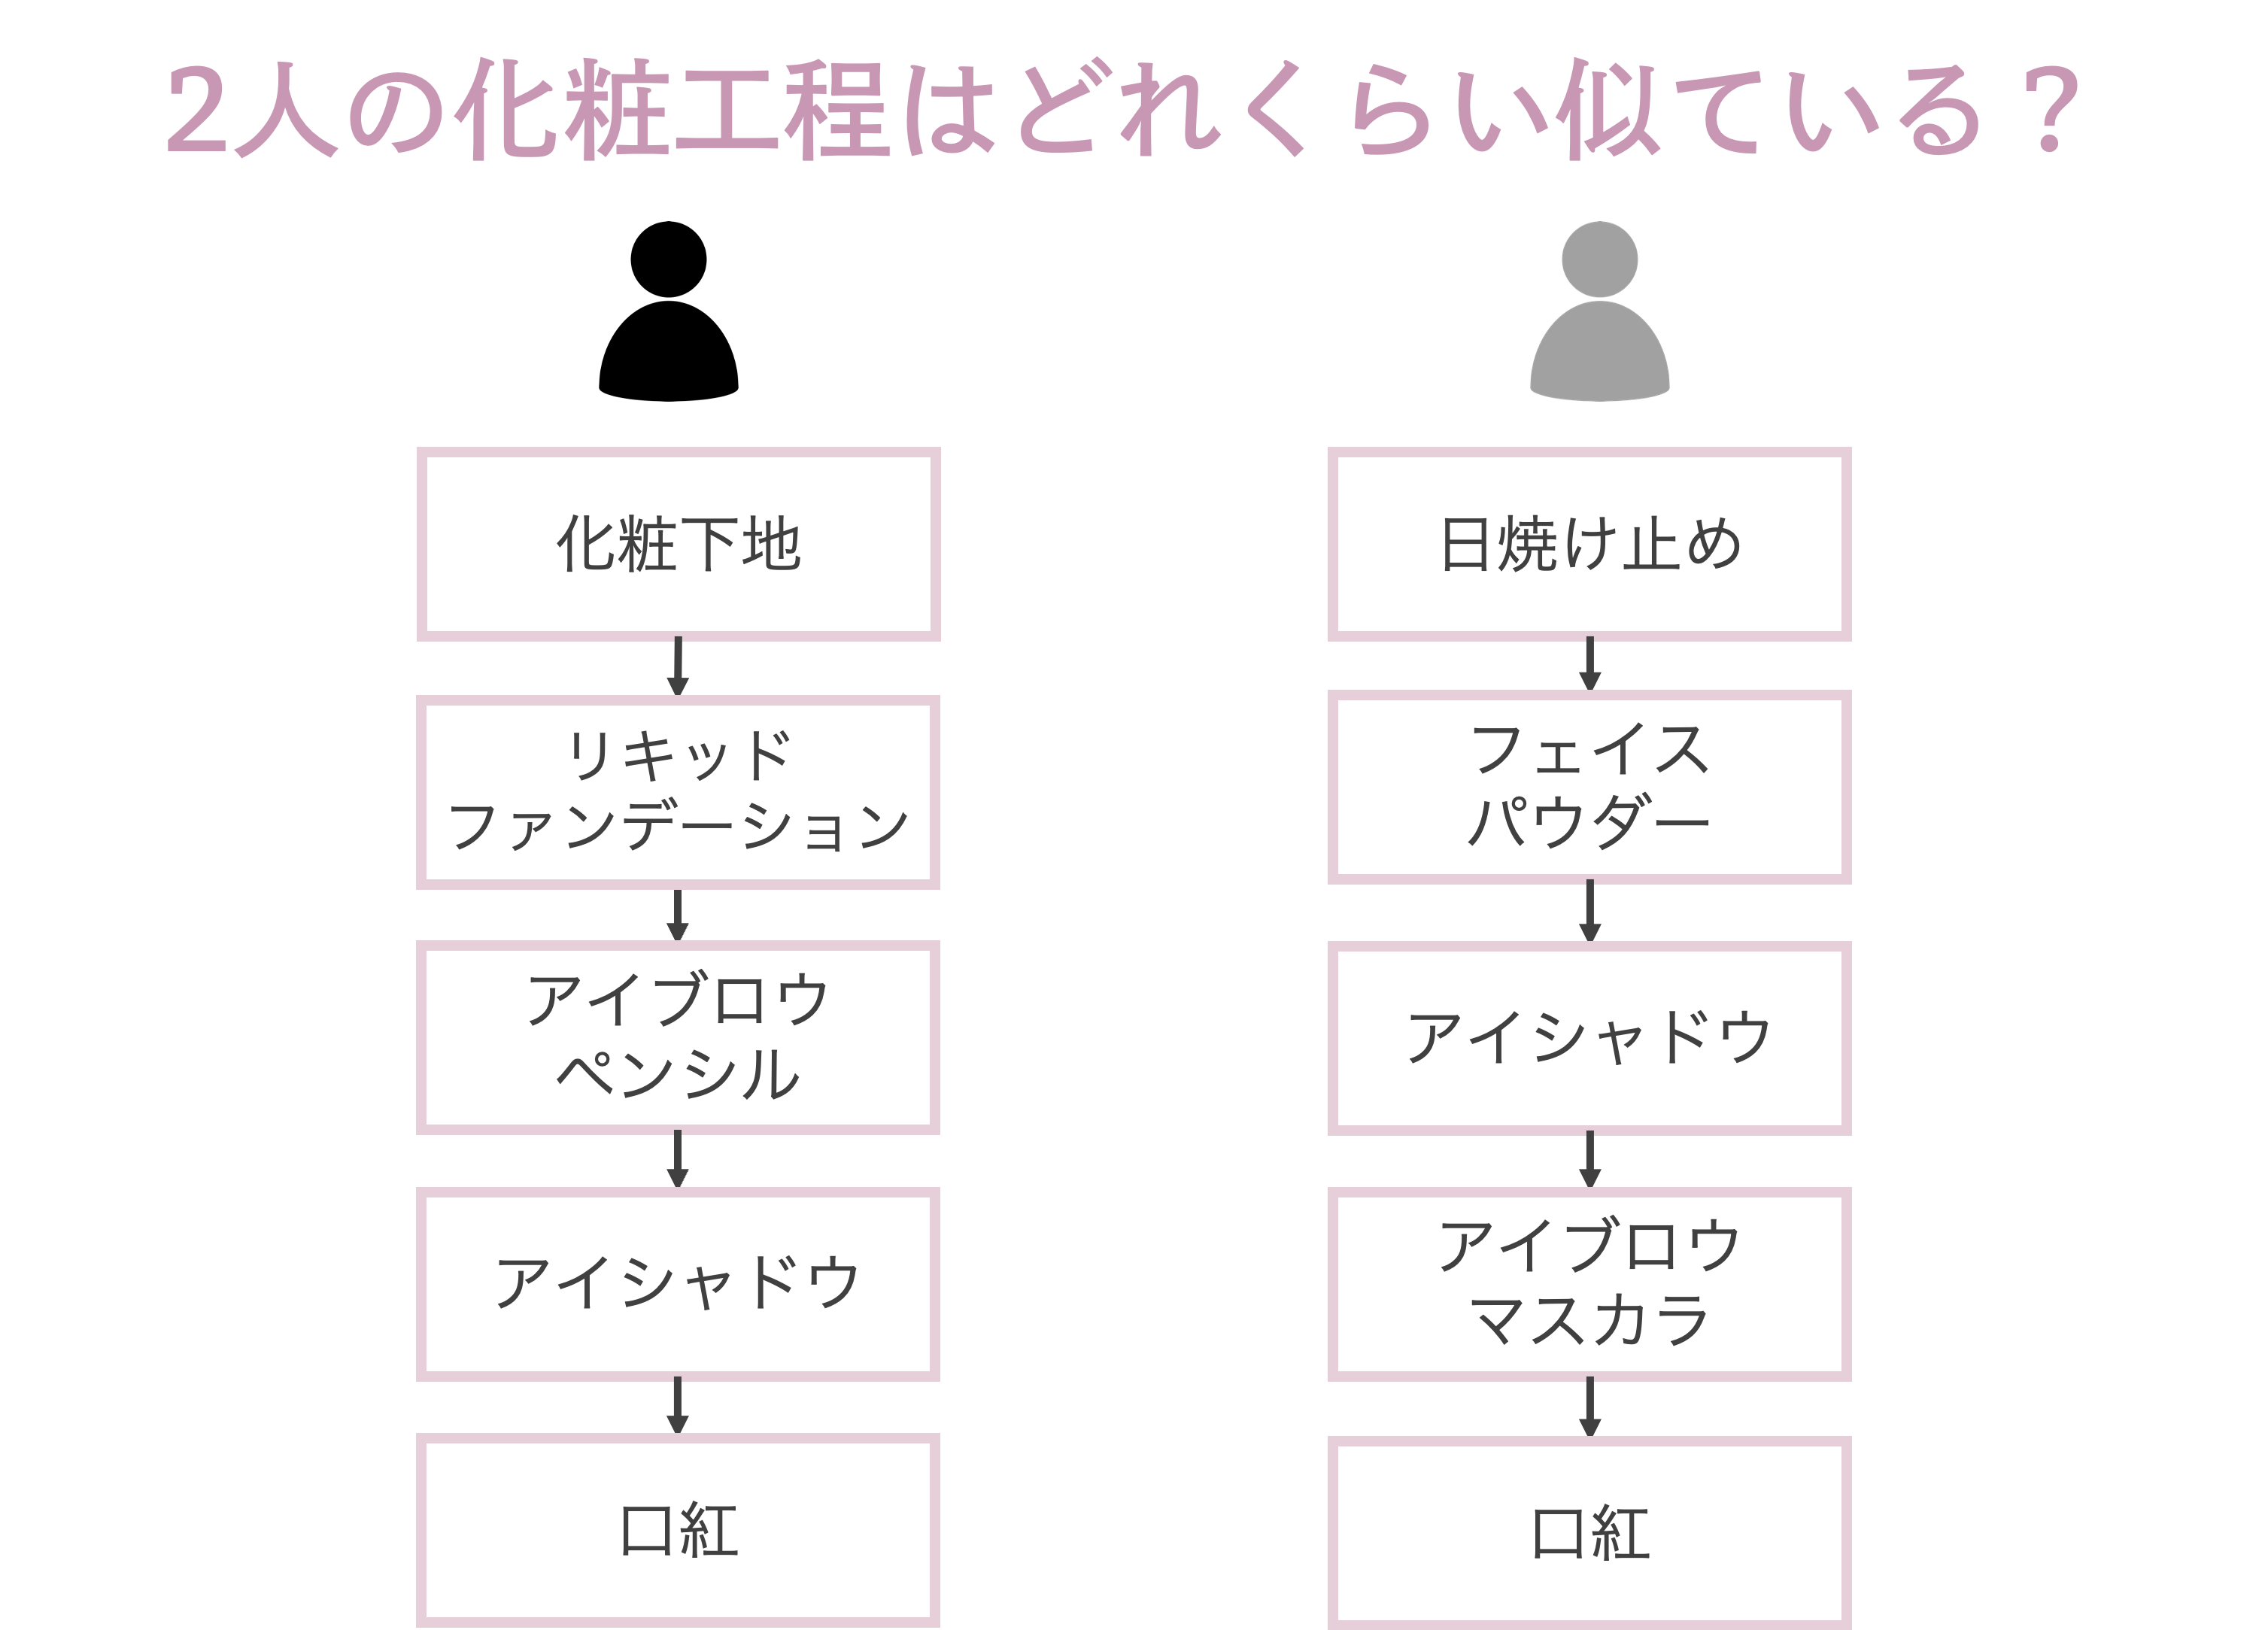 2人の化粧工程はどれくらい似ている？
化粧下地
リキッド
ファンデーション
アイブロウ
ペンシル
アイシャドウ
口紅
日焼け止め
フェイス
パウダー
アイシャドウ
アイブロウ
マスカラ
口紅